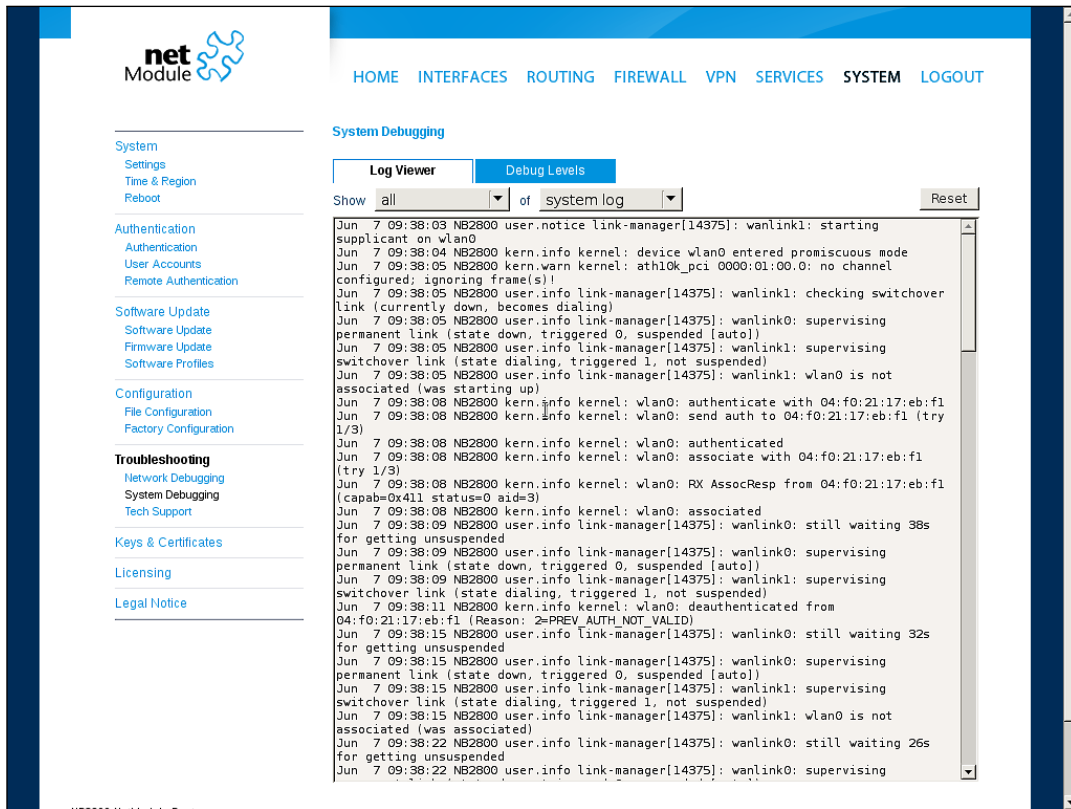 net
Module
HOME INTERFACES ROUTING FIREWALL VPN SERVICES SYSTEM LOGOUT
System
Settings
Time & Region
Reboot
Authentication
Authentication
User Accounts
Remote Authentication
Software Update
Software Update
Firmware Update
Software Profiles
Configuration
File Configuration
Factory Configuration
Troubleshooting
Network Debugging
System Debugging
Tech Support
Keys & Certificates
Licensing
Legal Notice
System Debugging
Log Viewer Debug Levels
Show all of system log Reset
Jun 7 09:38:03 NB2800 user.notice link-manager[14375]: wanlink1: starting
supplicant on wlan0
Jun 7 09:38:04 NB2800 kern.info kernel: device wlan0 entered promiscuous mode
Jun 7 09:38:05 NB2800 kern.warn kernel: ath10k_pci 0000:01:00.0: no channel
configured; ignoring frame(s)!
Jun 7 09:38:05 NB2800 user.info link-manager[14375]: wanlink1: checking switchover
link (currently down, becomes dialing)
Jun 7 09:38:05 NB2800 user.info link-manager[14375]: wanlink0: supervising
permanent link (state down, triggered 0, suspended [auto])
Jun 7 09:38:05 NB2800 user.info link-manager[14375]: wanlink1: supervising
switchover link (state dialing, triggered 1, not suspended)
Jun 7 09:38:05 NB2800 user.info link-manager[14375]: wanlink1: wlan0 is not
associated (was starting up)
Jun 7 09:38:08 NB2800 kern.info kernel: wlan0: authenticate with 04:f0:21:17:eb:f1
Jun 7 09:38:08 NB2800 kern.info kernel: wlan0: send auth to 04:f0:21:17:eb:f1 (try
1/3)
Jun 7 09:38:08 NB2800 kern.info kernel: wlan0: authenticated
Jun 7 09:38:08 NB2800 kern.info kernel: wlan0: associate with 04:f0:21:17:eb:f1
(try 1/3)
Jun 7 09:38:08 NB2800 kern.info kernel: wlan0: RX AssocResp from 04:f0:21:17:eb:f1
(capab=0x411 status=0 aid=3)
Jun 7 09:38:08 NB2800 kern.info kernel: wlan0: associated
Jun 7 09:38:09 NB2800 user.info link-manager[14375]: wanlink0: still waiting 38s
for getting unsuspended
Jun 7 09:38:09 NB2800 user.info link-manager[14375]: wanlink0: supervising
permanent link (state down, triggered 0, suspended [auto])
Jun 7 09:38:09 NB2800 user.info link-manager[14375]: wanlink1: supervising
switchover link (state dialing, triggered 1, not suspended)
Jun 7 09:38:11 NB2800 kern.info kernel: wlan0: deauthenticated from
04:f0:21:17:eb:f1 (Reason: 2=PREV_AUTH_NOT_VALID)
Jun 7 09:38:15 NB2800 user.info link-manager[14375]: wanlink0: still waiting 32s
for getting unsuspended
Jun 7 09:38:15 NB2800 user.info link-manager[14375]: wanlink0: supervising
permanent link (state down, triggered 0, suspended [auto])
Jun 7 09:38:15 NB2800 user.info link-manager[14375]: wanlink1: supervising
switchover link (state dialing, triggered 1, not suspended)
Jun 7 09:38:15 NB2800 user.info link-manager[14375]: wanlink1: wlan0 is not
associated (was associated)
Jun 7 09:38:22 NB2800 user.info link-manager[14375]: wanlink0: still waiting 26s
for getting unsuspended
Jun 7 09:38:22 NB2800 user.info link-manager[14375]: wanlink0: supervising